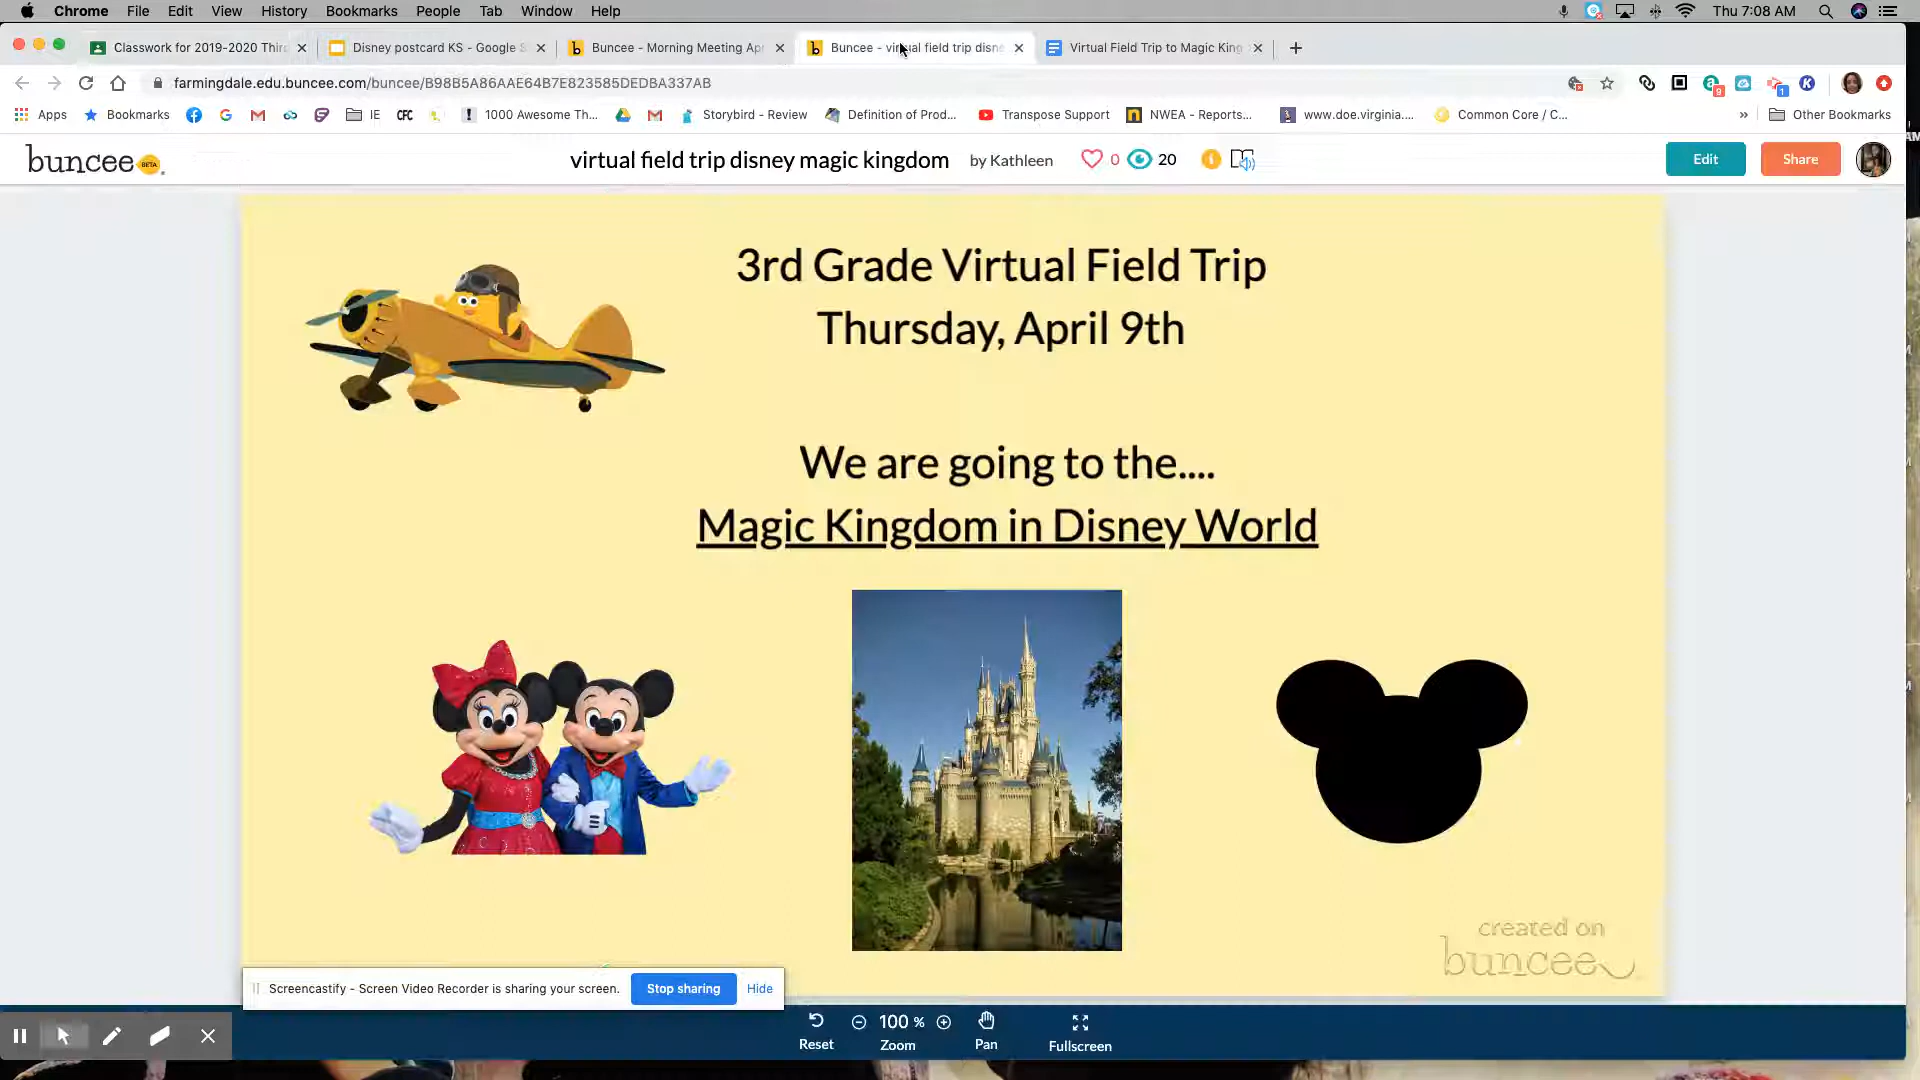 Chrome File Edit View History Bookmarks People Tab Window Help Thu 7:08 AM
Classwork for 2019-2020 Thir Disney postcard KS - Google S Buncee - Morning Meeting Apr Buncee - virtual field trip disne Virtual Field Trip to Magic King
farmingdale.edu.buncee.com/buncee/B98B5A86AAE64B7E823585DEDBA337AB
Apps Bookmarks IE CFC 1000 Awesome Th... Storybird - Review Definition of Prod... Transpose Support NWEA - Reports... www.doe.virginia.... Common Core / C... » Other Bookmarks
buncee BETA virtual field trip disney magic kingdom by Kathleen 0 20 Edit Share
3rd Grade Virtual Field Trip
Thursday, April 9th
We are going to the....
Magic Kingdom in Disney World
created on
buncee
Screencastify - Screen Video Recorder is sharing your screen. Stop sharing Hide
100 %
Reset Zoom Pan Fullscreen